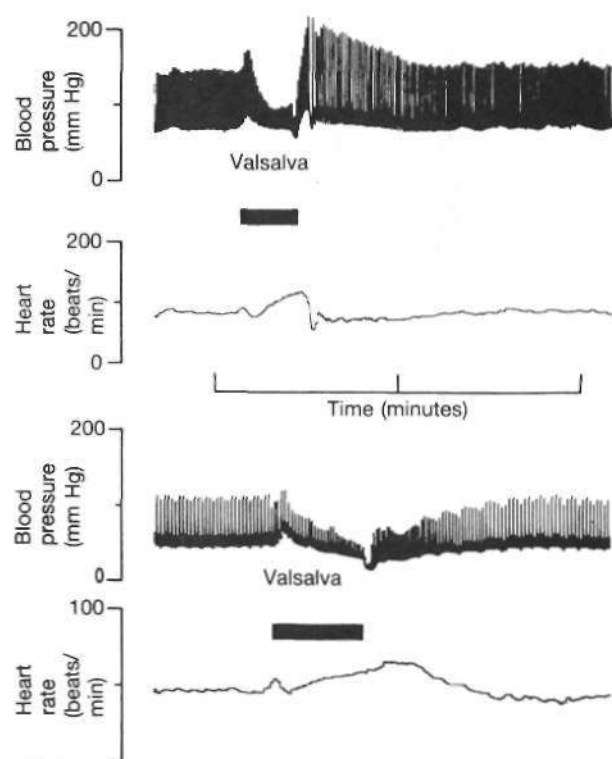 200
Blood
pressure
(mm Hg)
0
Valsalva
200
Heart
rate
(beats/
min)
0
Time (minutes)
200
Blood
pressure
(mm Hg)
0
Valsalva
100
Heart
rate
(beats/
min)